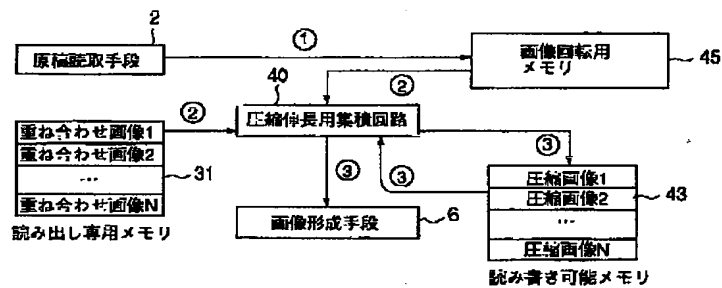 2
原稿読取手段
①
画像回転用
メモリ
45
40
②
圧縮伸長用集積回路
②
重ね合わせ画像1
重ね合わせ画像2
…
重ね合わせ画像N
31
読み出し専用メモリ
③
③
③
画像形成手段
6
圧縮画像1
圧縮画像2
…
圧縮画像N
43
読み書き可能メモリ